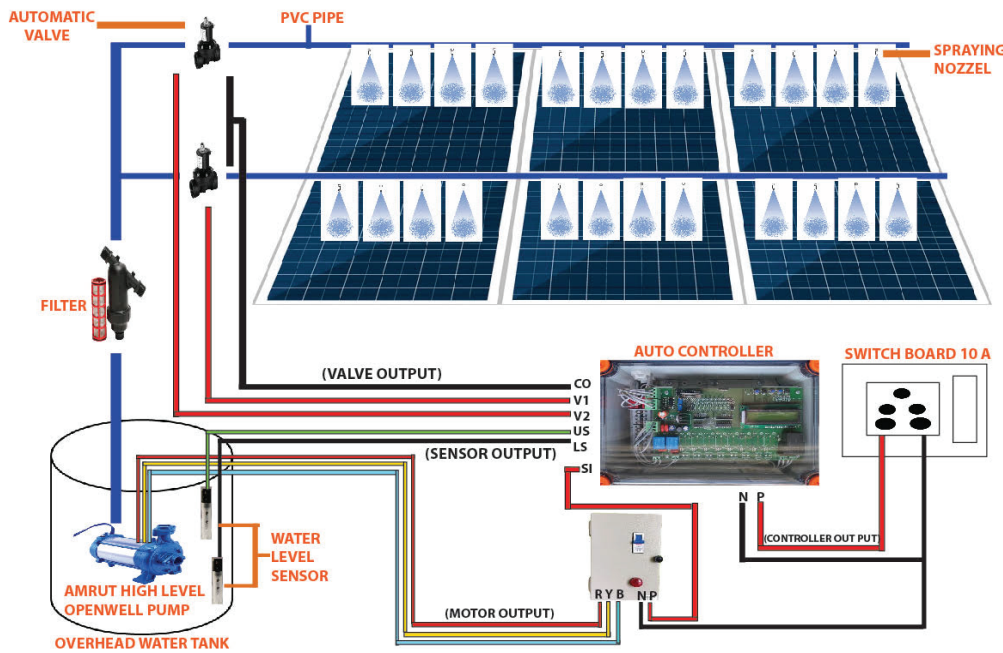 AUTOMATIC
VALVE
PVC PIPE
SPRAYING
NOZZEL
FILTER
(VALVE OUTPUT)
CO
V1
V2
US
LS
SI
(SENSOR OUTPUT)
AUTO CONTROLLER
SWITCH BOARD 10 A
N P
(CONTROLLER OUT PUT)
WATER
LEVEL
SENSOR
AMRUT HIGH LEVEL
OPENWELL PUMP
R Y B N P
(MOTOR OUTPUT)
OVERHEAD WATER TANK